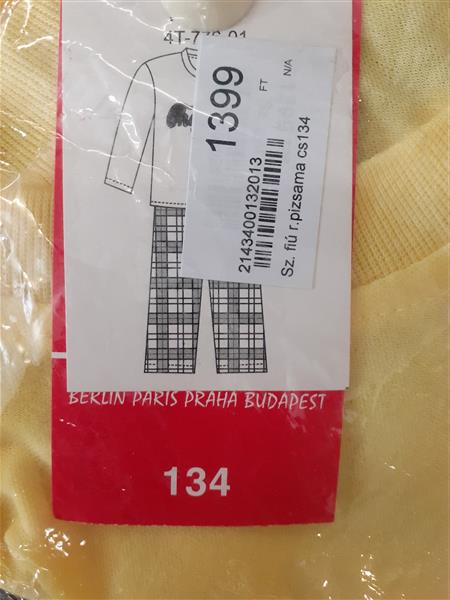 1399
FT
N/A
2143400132013
Sz. fiú r.pizsama cs134
BERLIN PARIS PRAHA BUDAPEST
134